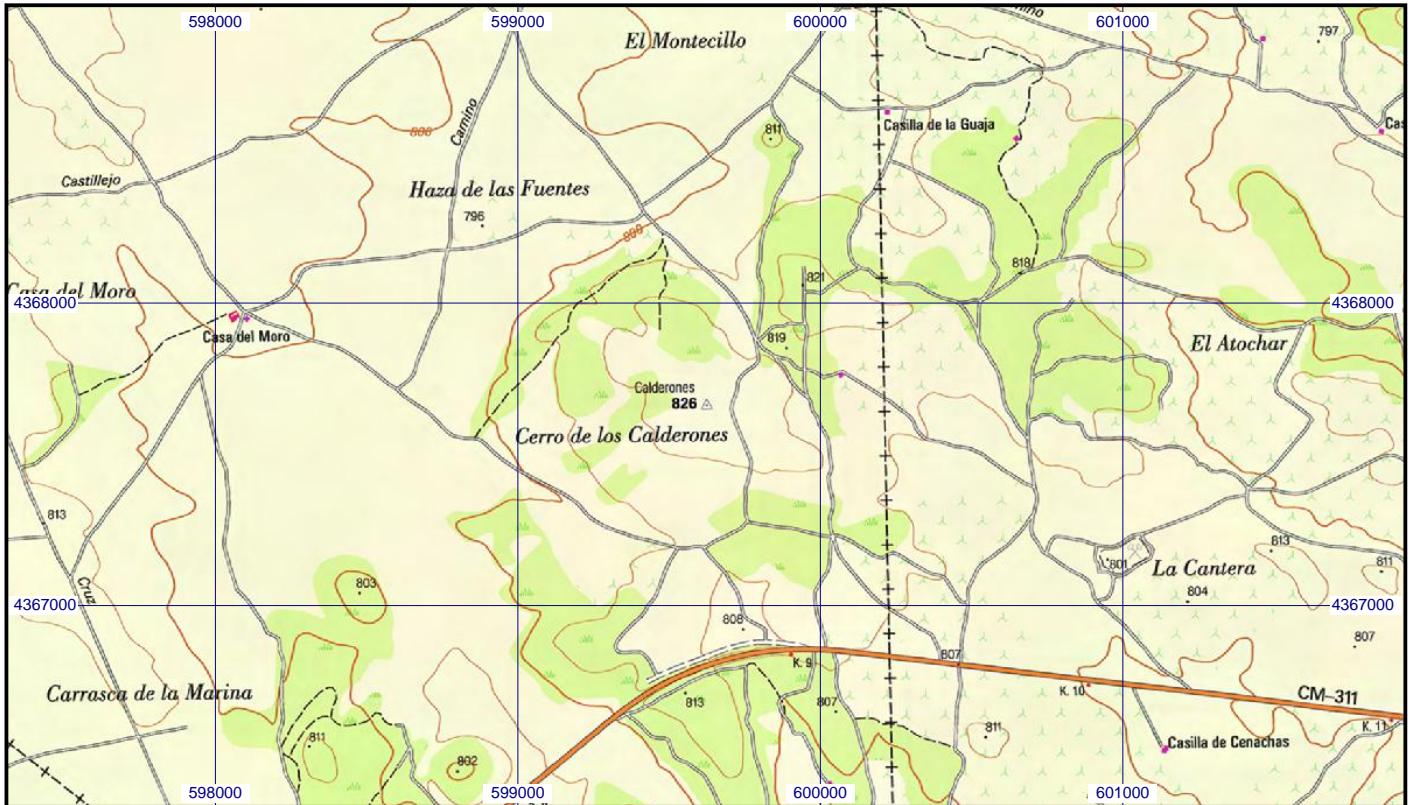 598000
599000
600000
601000
El Montecillo
797
800
Camino
811
Casilla de la Guaja
Castillejo
Haza de las Fuentes
796
800
818
821
Casa del Moro
4368000
4368000
Casa del Moro
819
El Atochar
Calderones
826
Cerro de los Calderones
813
813
811
801
La Cantera
803
Cruz
804
4367000
4367000
808
807
807
K. 9
K. 10
CM-311
Carrasca de la Marina
813
807
K. 11
811
811
Casilla de Cenachas
802
598000
599000
600000
601000